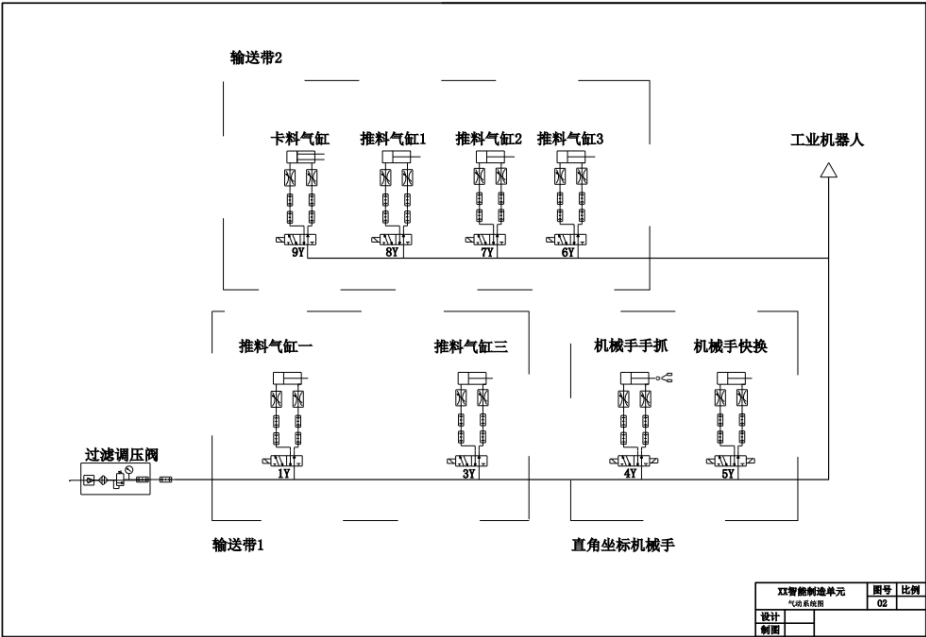 输送带2
卡料气缸 推料气缸1 推料气缸2 推料气缸3
工业机器人
9Y 8Y 7Y 6Y
推料气缸一 推料气缸三 机械手手抓 机械手快换
过滤调压阀
1Y 3Y 4Y 5Y
输送带1 直角坐标机械手
XX智能制造单元 图号 比例
气动系统图 02
设计
制图